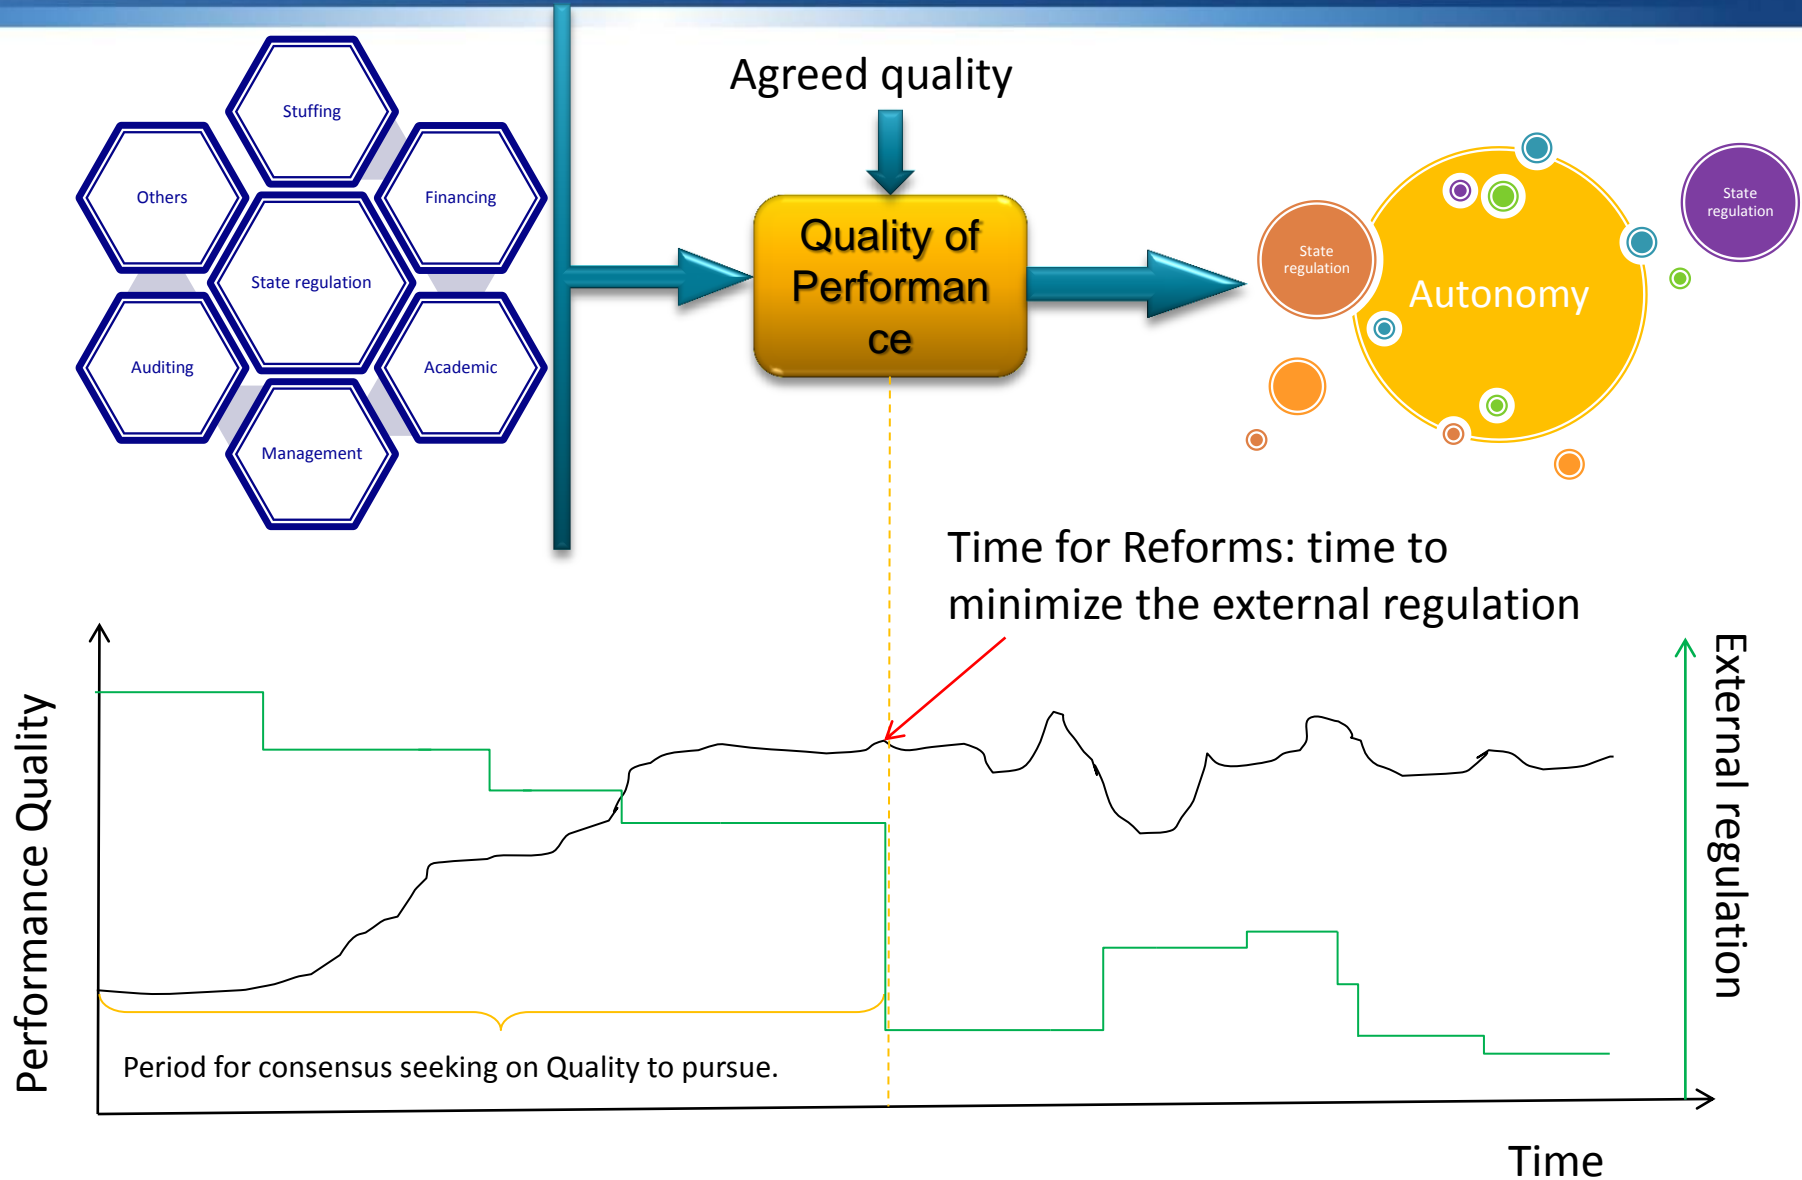 Stuffing
Others
Financing
State regulation
Auditing
Academic
Management
Agreed quality
Quality of
Performan
ce
State
regulation
Autonomy
State
regulation
Time for Reforms: time to
minimize the external regulation
Performance Quality
External regulation
Period for consensus seeking on Quality to pursue.
Time